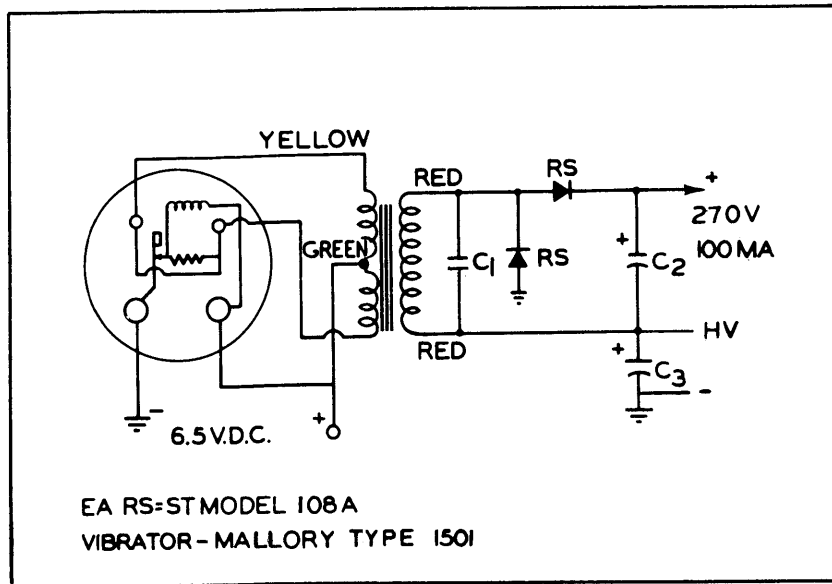 YELLOW
RED
RS
+
270V
100 MA
GREEN
C1
RS
+
C2
RED
HV
+
C3
-
-
6.5 V.D.C.
+
EA RS=ST MODEL 108A
VIBRATOR-MALLORY TYPE 1501